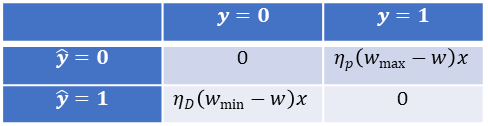 y = 0 y = 1
ŷ = 0 0 η_p(w_max − w)x
ŷ = 1 η_D(w_min − w)x 0